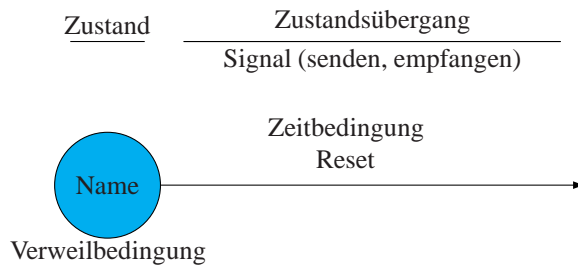 Zustand
Zustandsübergang
Signal (senden, empfangen)
Zeitbedingung
Reset
Name
Verweilbedingung